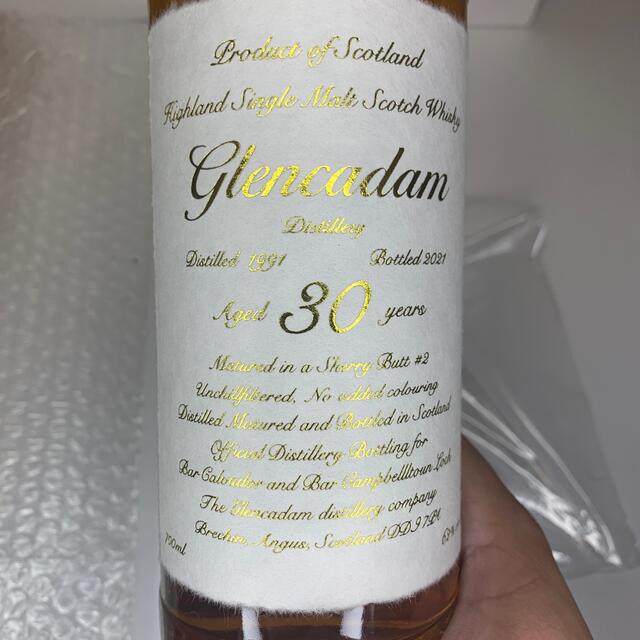 Product of Scotland
Highland Single Malt Scotch Whisky
Glencadam
Distillery
Distilled 1991 Bottled 2021
Aged 30 years
Matured in a Sherry Butt #2
Unchillfiltered, No added colouring
Distilled Matured and Bottled in Scotland
Official Distillery Bottling for
Bar Calvador and Bar Campbelltoun Loch
The Glencadam distillery company
Brechin, Angus, Scotland DD9 7PA
700ml